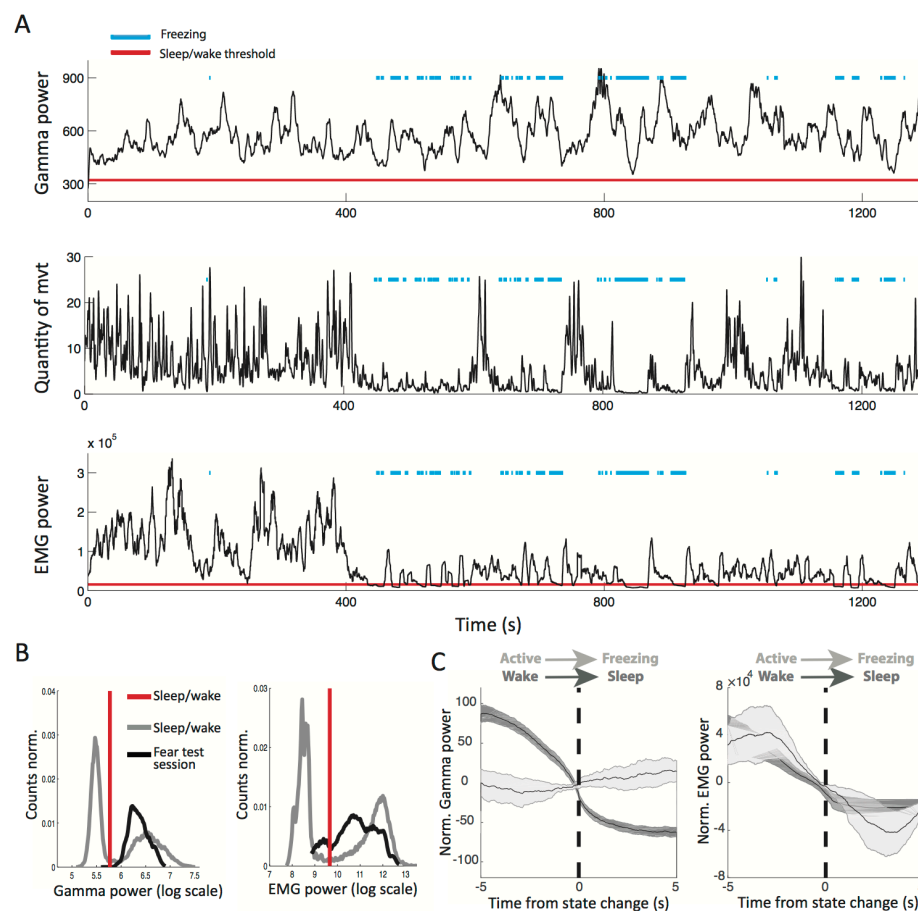 A
Freezing
Sleep/wake threshold
Gamma power
900
600
300
0 400 800 1200
Quantity of mvt
30
20
10
0
0 400 800 1200
x 10⁵
EMG power
3
2
1
0
0 400 800 1200
Time (s)
B
Counts norm.
0.04
0.03
0.02
0.01
0
5 5.5 6 6.5 7 7.5
Gamma power (log scale)
Sleep/wake
Sleep/wake
Fear test
session
Counts norm.
0.03
0.02
0.01
0
7 8 9 10 11 12 13
EMG power (log scale)
C
Active Freezing
Wake Sleep
Norm. Gamma power
100
50
0
-50
-100
-5 0 5
Time from state change (s)
Active Freezing
Wake Sleep
8 x 10⁴
Norm. EMG power
4
0
-4
-8
-5 0
Time from state change (s)